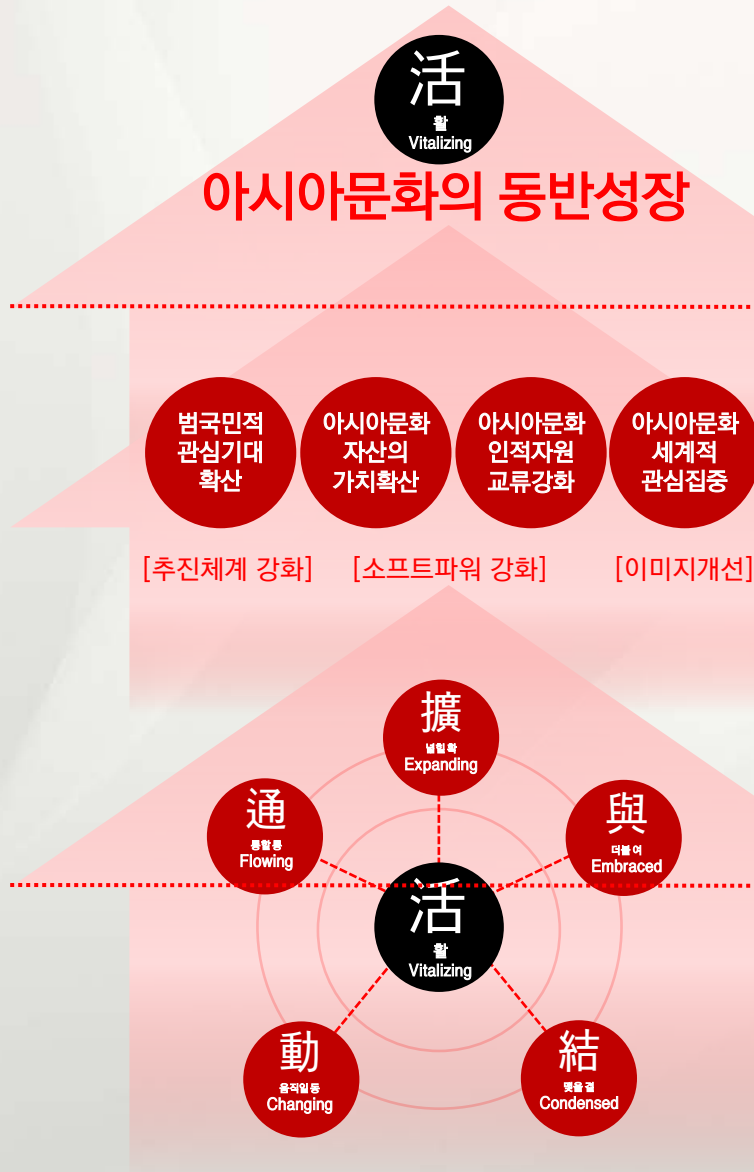 活
활
Vitalizing
아시아문화의 동반성장
범국민적
관심기대
확산
아시아문화
자산의
가치확산
아시아문화
인적자원
교류강화
아시아문화
세계적
관심집중
[추진체계 강화]
[소프트파워 강화]
[이미지개선]
擴
넓힐 확
Expanding
通
통할 통
Flowing
與
더불 여
Embraced
活
활
Vitalizing
動
움직일 동
Changing
結
맺을 결
Condensed